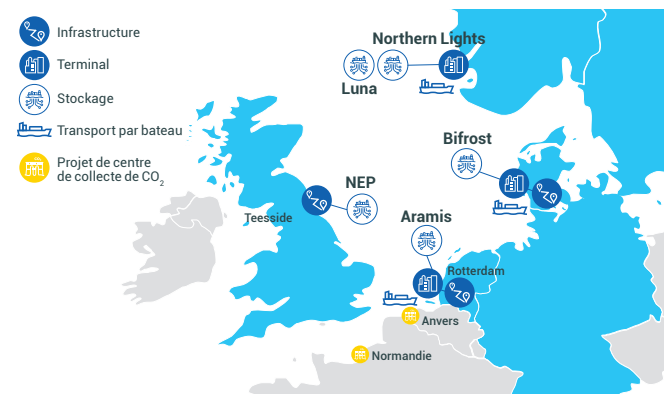 Infrastructure
Terminal
Stockage
Transport par bateau
Projet de centre
de collecte de CO2
Northern Lights
Luna
Bifrost
NEP
Teesside
Aramis
Rotterdam
Anvers
Normandie